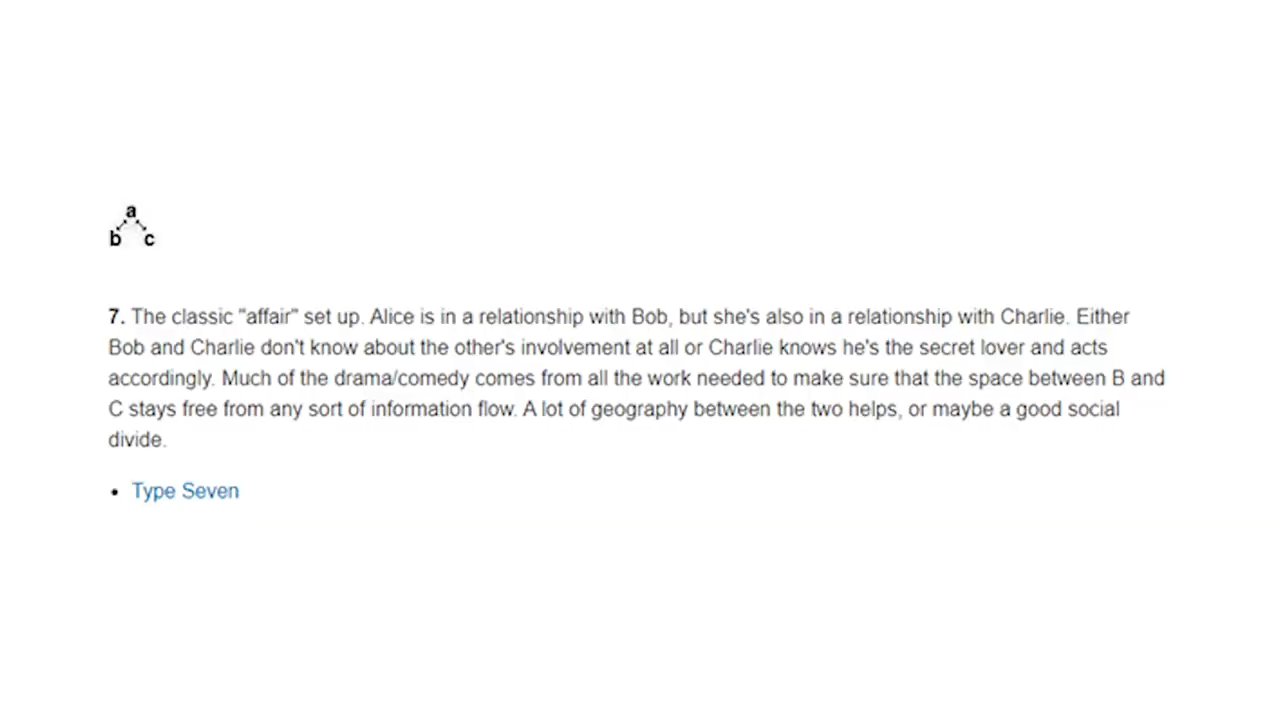 a
b c
7. The classic "affair" set up. Alice is in a relationship with Bob, but she's also in a relationship with Charlie. Either
Bob and Charlie don't know about the other's involvement at all or Charlie knows he's the secret lover and acts
accordingly. Much of the drama/comedy comes from all the work needed to make sure that the space between B and
C stays free from any sort of information flow. A lot of geography between the two helps, or maybe a good social
divide.
• Type Seven